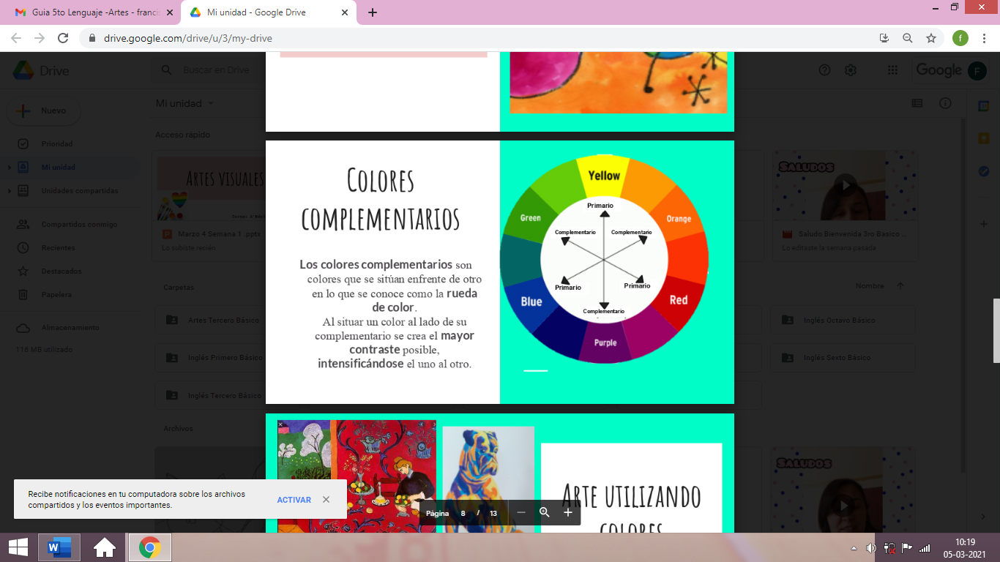 Guia 5to Lenguaje -Artes - francis
Mi unidad - Google Drive
drive.google.com/drive/u/3/my-drive
f
Drive
Buscar en Drive
Google
F
Nuevo
Mi unidad
Prioridad
Mi unidad
Unidades compartidas
Compartidos conmigo
Recientes
Destacados
Papelera
Almacenamiento
116 MB utilizado
Acceso rápido
Artes visuales
Marzo 4 Semana 1 .pptx
Lo subiste recién
Saludos
Saludo Bienvenida 3ro Basico ...
Lo editaste la semana pasada
Carpetas
Nombre
Artes Tercero Básico
Inglés Octavo Básico
Inglés Primero Básico
Inglés Sexto Básico
Inglés Tercero Básico
Archivos
Saludos
Colores
complementarios
Los colores complementarios son
colores que se sitúan enfrente de otro
en lo que se conoce como la rueda
de color.
Al situar un color al lado de su
complementario se crea el mayor
contraste posible,
intensificándose el uno al otro.
Yellow
Primario
Green
Orange
Complementario
Complementario
Primario
Primario
Blue
Red
Complementario
Purple
Arte utilizando
colores
Recibe notificaciones en tu computadora sobre los archivos
compartidos y los eventos importantes.
ACTIVAR
Página 8 / 13
W
10:19
05-03-2021